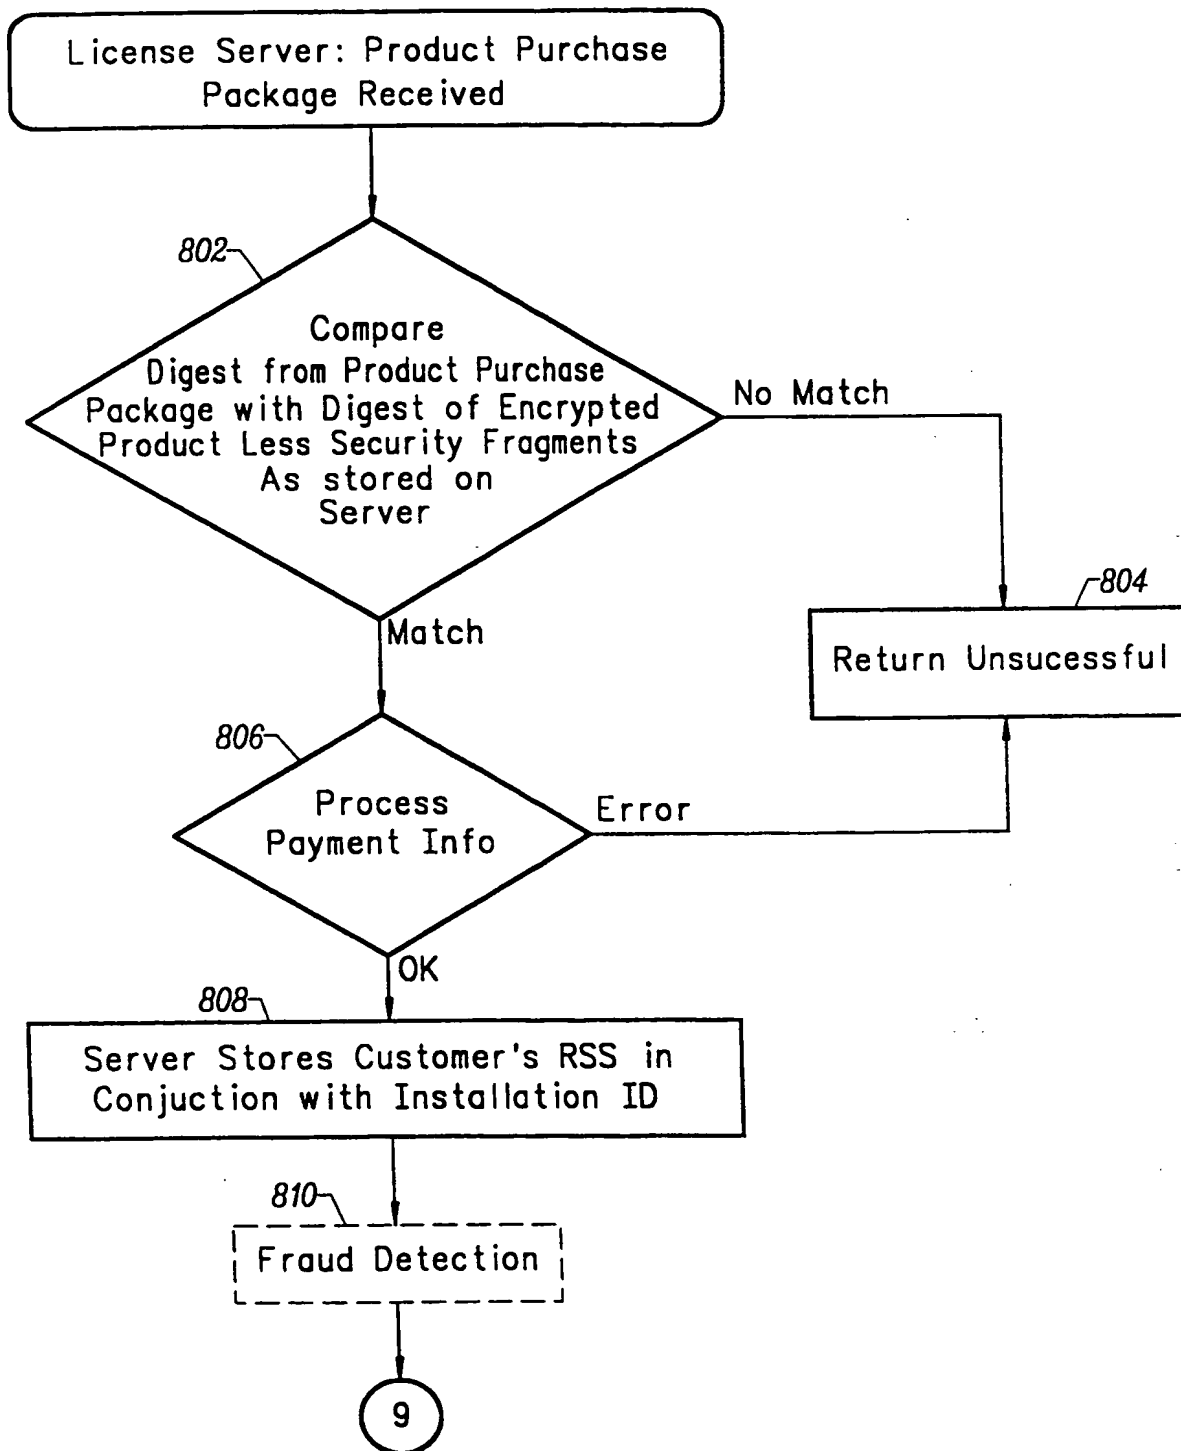 License Server: Product Purchase
Package Received
802
Compare
Digest from Product Purchase
Package with Digest of Encrypted
Product Less Security Fragments
As stored on
Server
No Match
Match
804
Return Unsucessful
806
Process
Payment Info
Error
OK
808
Server Stores Customer's RSS in
Conjuction with Installation ID
810
Fraud Detection
9